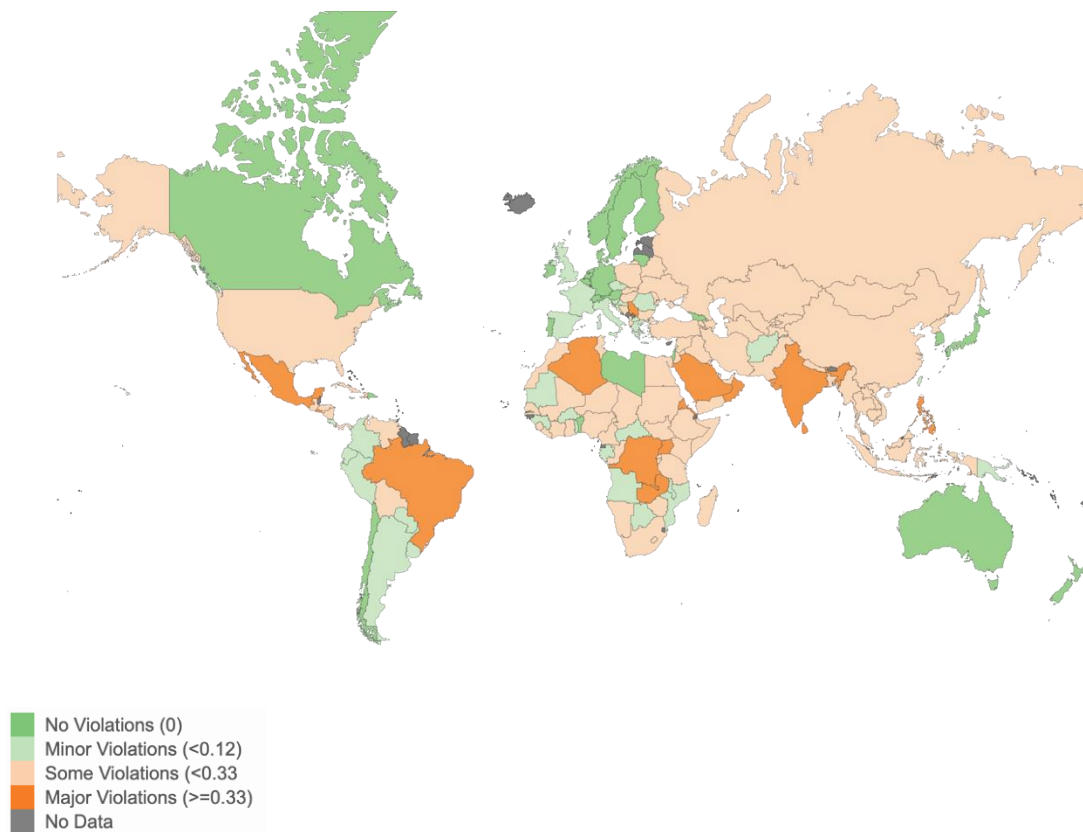 No Violations (0)
Minor Violations (<0.12)
Some Violations (<0.33
Major Violations (>=0.33)
No Data